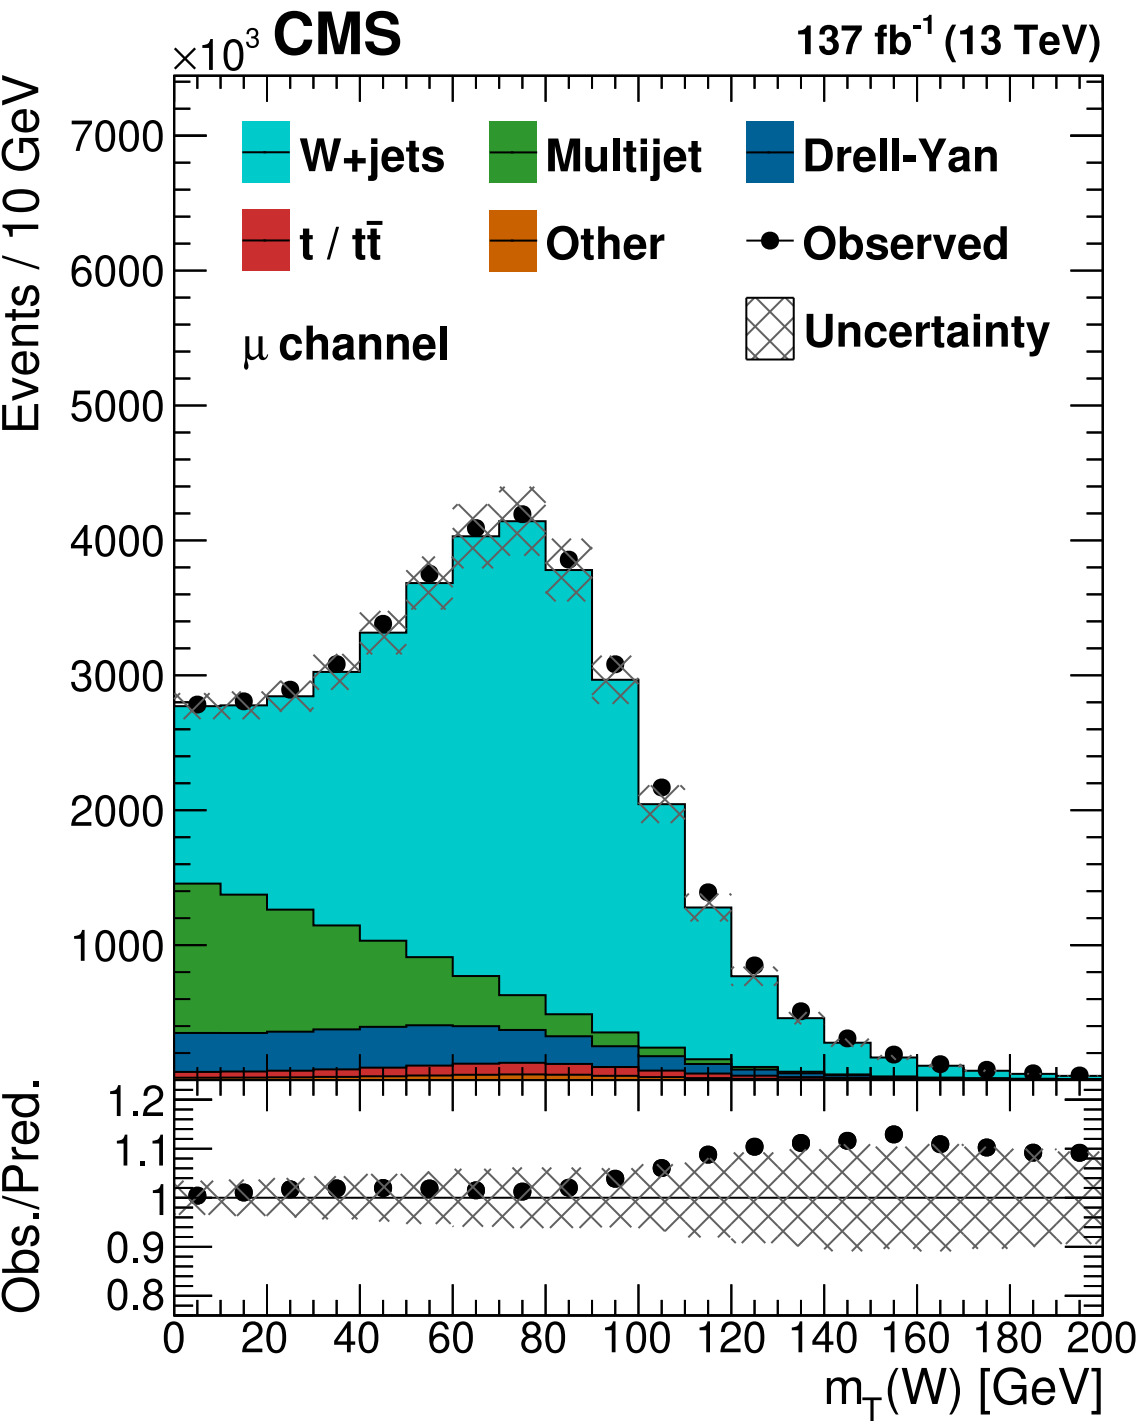 ×10³ CMS 137 fb⁻¹ (13 TeV)
Events / 10 GeV
7000
6000
5000
4000
3000
2000
1000
W+jets Multijet Drell-Yan
t / tt̄ Other Observed
μ channel Uncertainty
Obs./Pred.
1.2
1.1
1
0.9
0.8
0 20 40 60 80 100 120 140 160 180 200
m_T(W) [GeV]